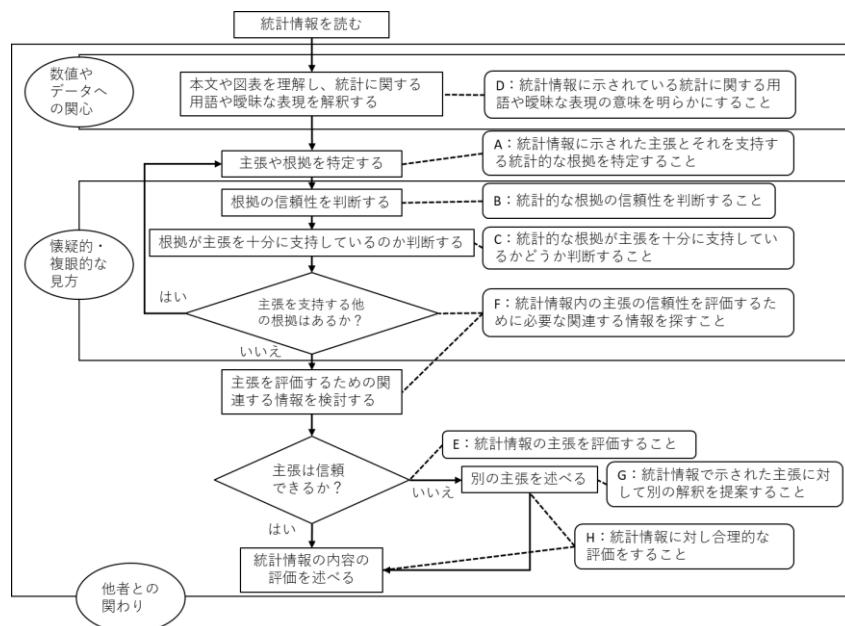 統計情報を読む
数値や
データへ
の関心
本文や図表を理解し、統計に関する
用語や曖昧な表現を解釈する
D：統計情報に示されている統計に関する用
語や曖昧な表現の意味を明らかにすること
主張や根拠を特定する
A：統計情報に示された主張とそれを支持す
る統計的な根拠を特定すること
根拠の信頼性を判断する
B：統計的な根拠の信頼性を判断すること
懐疑的・
複眼的な
見方
根拠が主張を十分に支持しているのか判断する
C：統計的な根拠が主張を十分に支持してい
るかどうか判断すること
はい
主張を支持する他
の根拠はあるか？
F：統計情報内の主張の信頼性を評価するた
めに必要な関連する情報を探すこと
いいえ
主張を評価するための関
連する情報を検討する
E：統計情報の主張を評価すること
主張は信頼
できるか？
いいえ
別の主張を述べる
G：統計情報で示された主張に対
して別の解釈を提案すること
はい
H：統計情報に対し合理的な
評価をすること
統計情報の内容の
評価を述べる
他者との
関わり